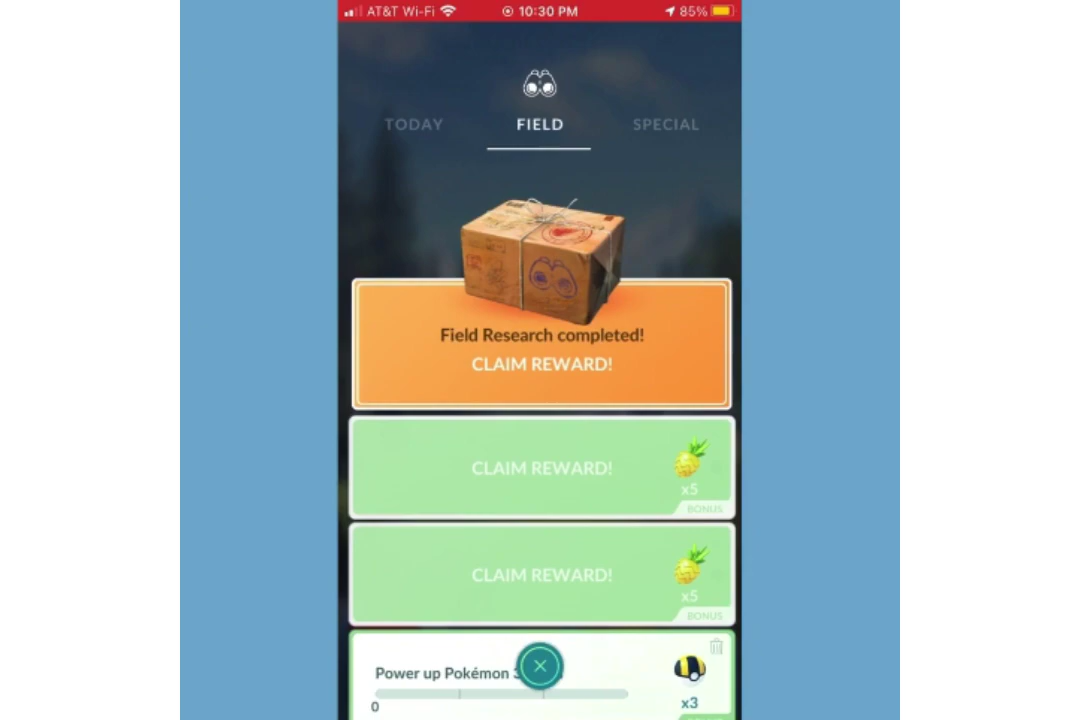 AT&T Wi-Fi 10:30 PM 85%
TODAY FIELD SPECIAL
Field Research completed!
CLAIM REWARD!
CLAIM REWARD!
x5
BONUS
CLAIM REWARD!
x5
BONUS
Power up Pokémon
0
x3